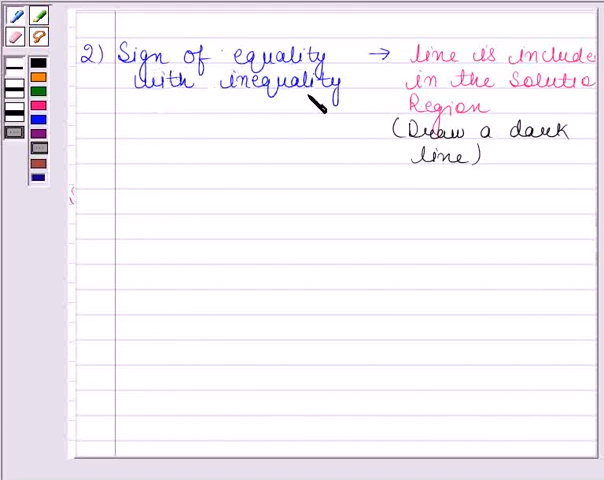 2) Sign of equality → line is include
with inequality in the Solutio
Region
(Draw a dark
line)